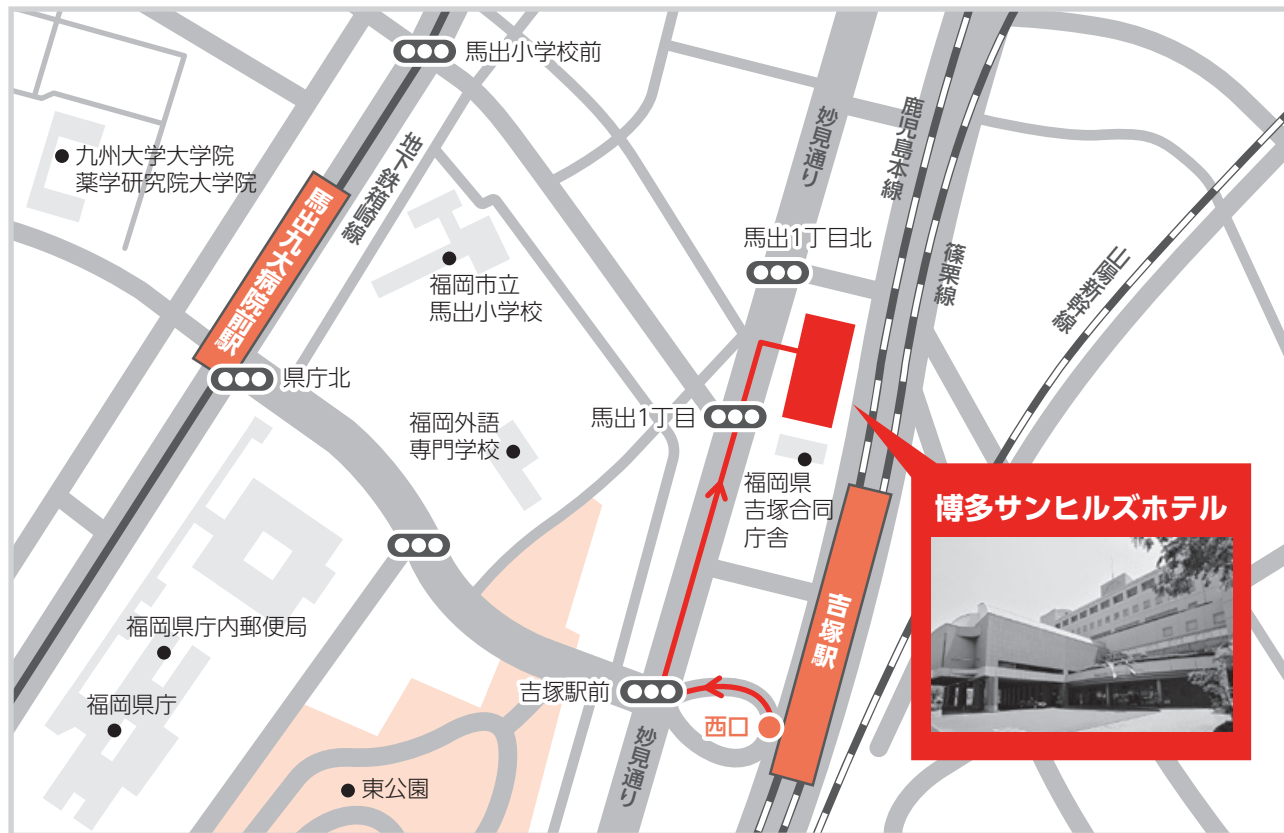 馬出小学校前
九州大学大学院
薬学研究院大学院
地下鉄箱崎線
馬出九大病院前駅
妙見通り
鹿児島本線
篠栗線
山陽新幹線
馬出1丁目北
福岡市立
馬出小学校
県庁北
馬出1丁目
福岡外語
専門学校
福岡県
吉塚合同
庁舎
博多サンヒルズホテル
吉塚駅
福岡県庁内郵便局
福岡県庁
吉塚駅前
西口
妙見通り
東公園